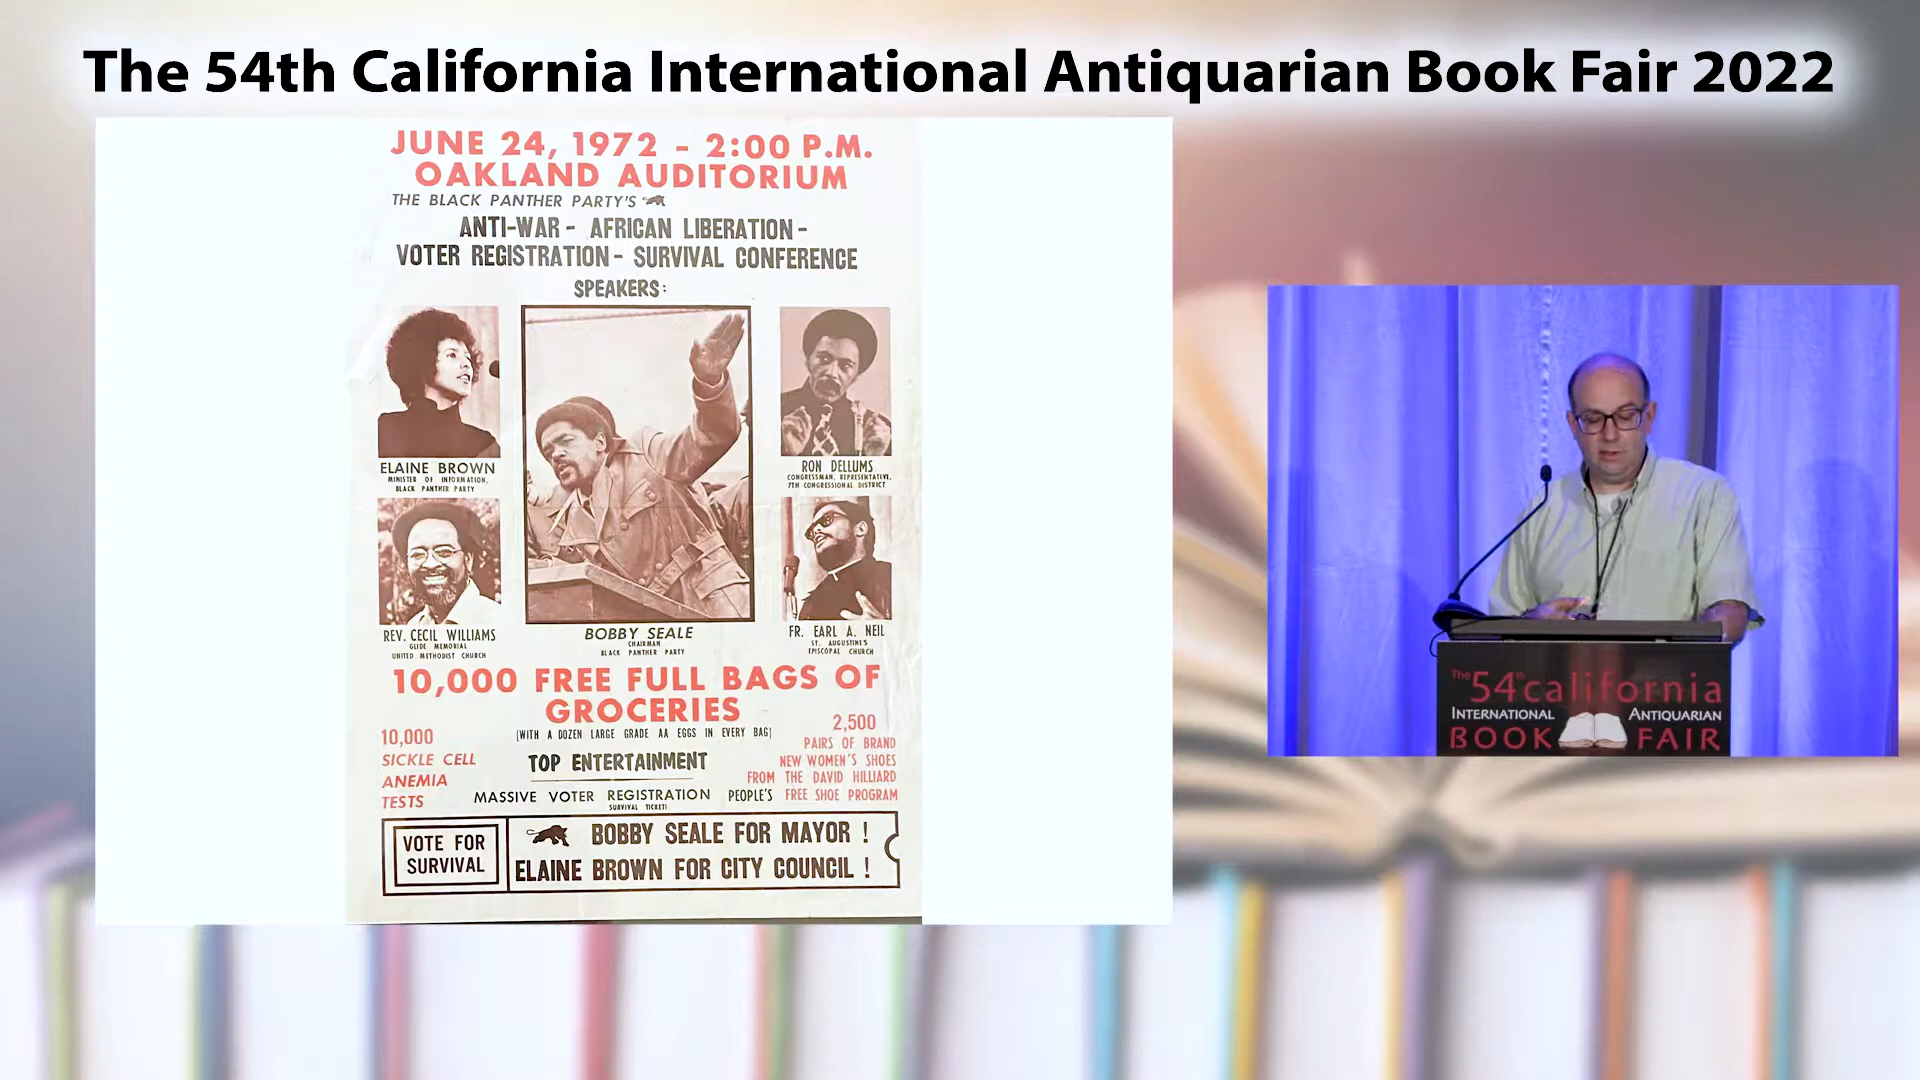 The 54th California International Antiquarian Book Fair 2022
JUNE 24, 1972 - 2:00 P.M.
OAKLAND AUDITORIUM
THE BLACK PANTHER PARTY'S
ANTI-WAR - AFRICAN LIBERATION -
VOTER REGISTRATION - SURVIVAL CONFERENCE
SPEAKERS:
ELAINE BROWN
MINISTER OF INFORMATION,
BLACK PANTHER PARTY
RON DELLUMS
CONGRESSMAN, REPRESENTATIVE,
7TH CONGRESSIONAL DISTRICT
REV. CECIL WILLIAMS
GLIDE MEMORIAL
UNITED METHODIST CHURCH
BOBBY SEALE
CHAIRMAN
BLACK PANTHER PARTY
FR. EARL A. NEIL
ST. AUGUSTINE'S
EPISCOPAL CHURCH
10,000 FREE FULL BAGS OF
GROCERIES
(WITH A DOZEN LARGE GRADE AA EGGS IN EVERY BAG)
10,000
SICKLE CELL
ANEMIA
TESTS
TOP ENTERTAINMENT
MASSIVE VOTER REGISTRATION
SURVIVAL TICKET!
2,500
PAIRS OF BRAND
NEW WOMEN'S SHOES
FROM THE DAVID HILLIARD
PEOPLE'S FREE SHOE PROGRAM
VOTE FOR
SURVIVAL
BOBBY SEALE FOR MAYOR !
ELAINE BROWN FOR CITY COUNCIL !
The 54th california
INTERNATIONAL ANTIQUARIAN
BOOK FAIR